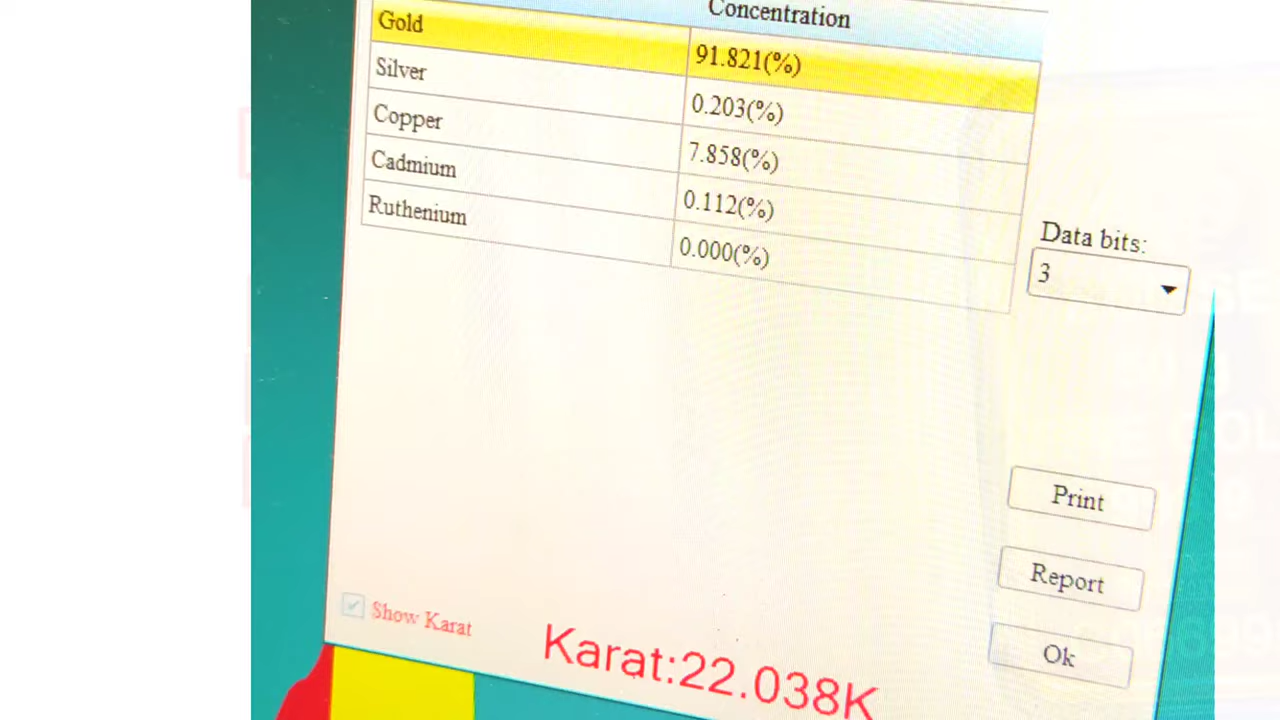 Concentration
Gold 91.821(%)
Silver 0.203(%)
Copper 7.858(%)
Cadmium 0.112(%)
Ruthenium 0.000(%)
Data bits:
3
Print
Report
Ok
Show Karat
Karat:22.038K